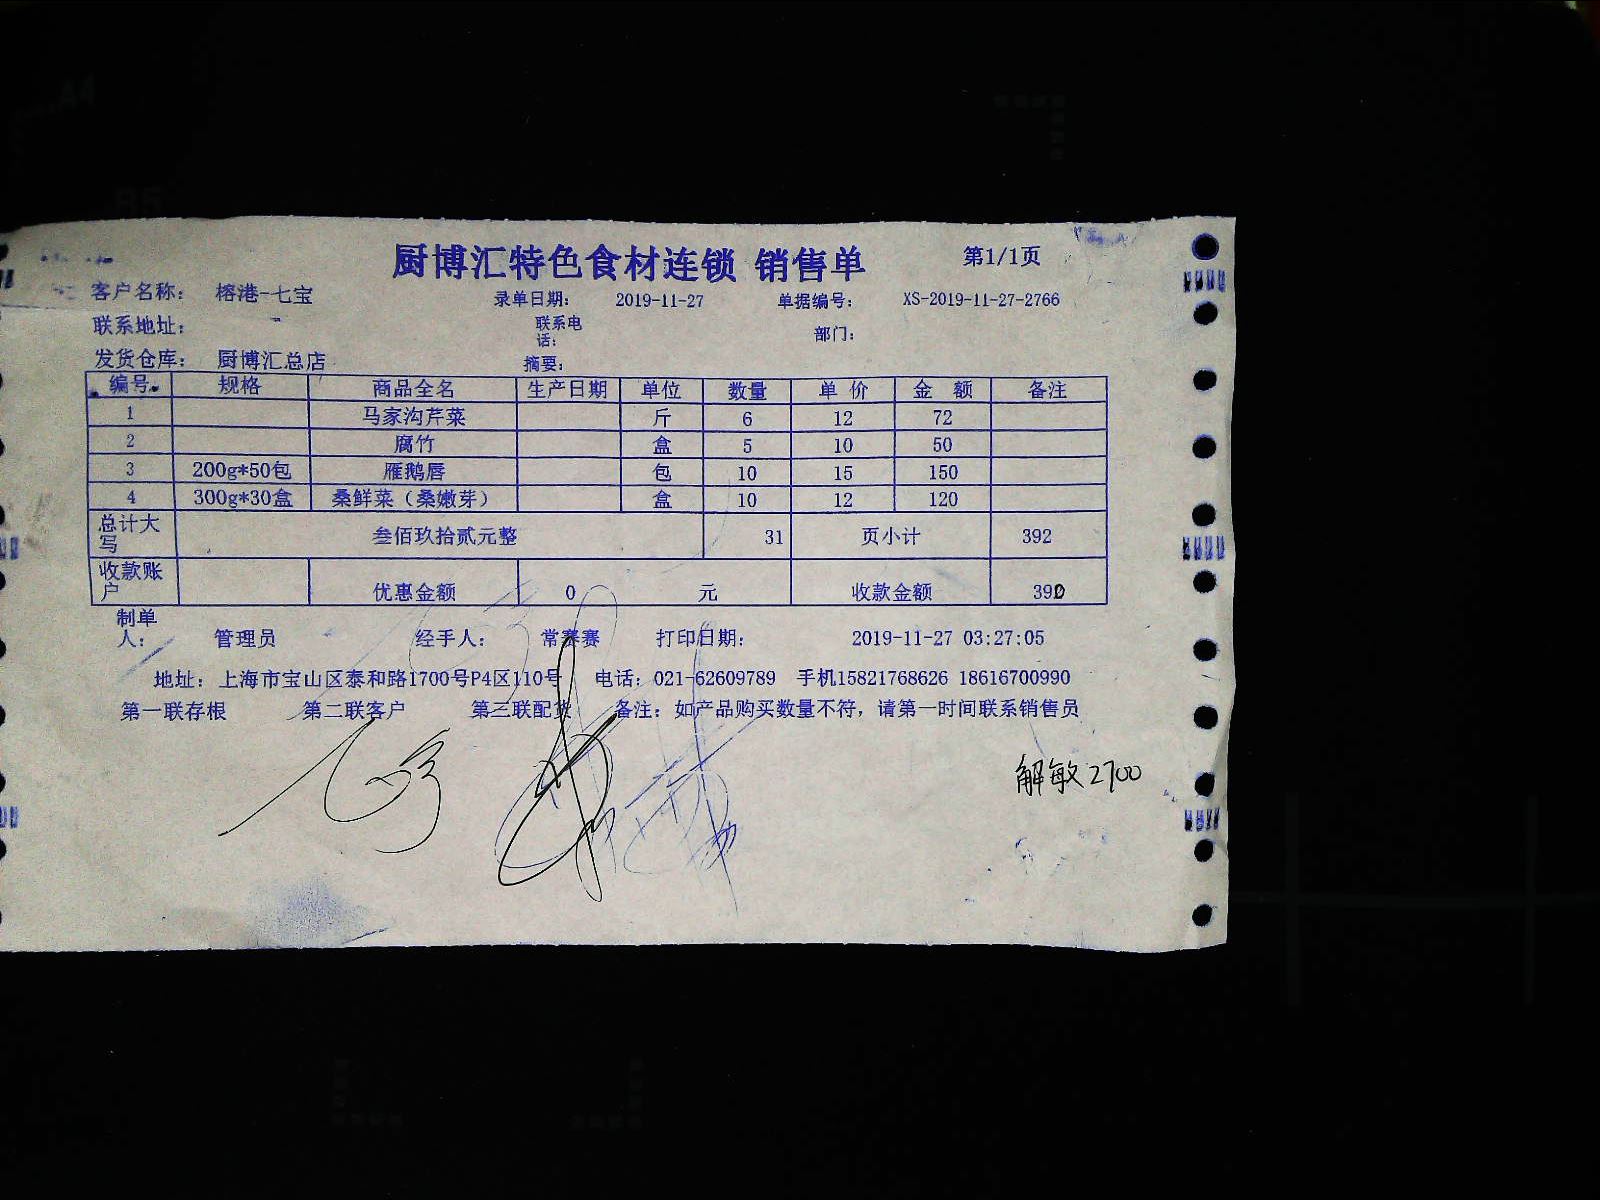 厨博汇特色食材连锁 销售单 第1/1页
客户名称: 榕港-七宝 录单日期: 2019-11-27 单据编号: XS-2019-11-27-2766
联系地址: 联系电话: 部门:
发货仓库: 厨博汇总店 摘要:
编号 规格 商品全名 生产日期 单位 数量 单 价 金 额 备注
1 马家沟芹菜 斤 6 12 72
2 腐竹 盒 5 10 50
3 200g*50包 雁鹅唇 包 10 15 150
4 300g*30盒 桑鲜菜（桑嫩芽） 盒 10 12 120
总计大写 叁佰玖拾贰元整 31 页小计 392
收款账户 优惠金额 0 元 收款金额 390
制单人: 管理员 经手人: 常赛赛 打印日期: 2019-11-27 03:27:05
地址: 上海市宝山区泰和路1700号P4区110号 电话: 021-62609789 手机15821768626 18616700990
第一联存根 第二联客户 第三联配货 备注: 如产品购买数量不符, 请第一时间联系销售员
解敏2700